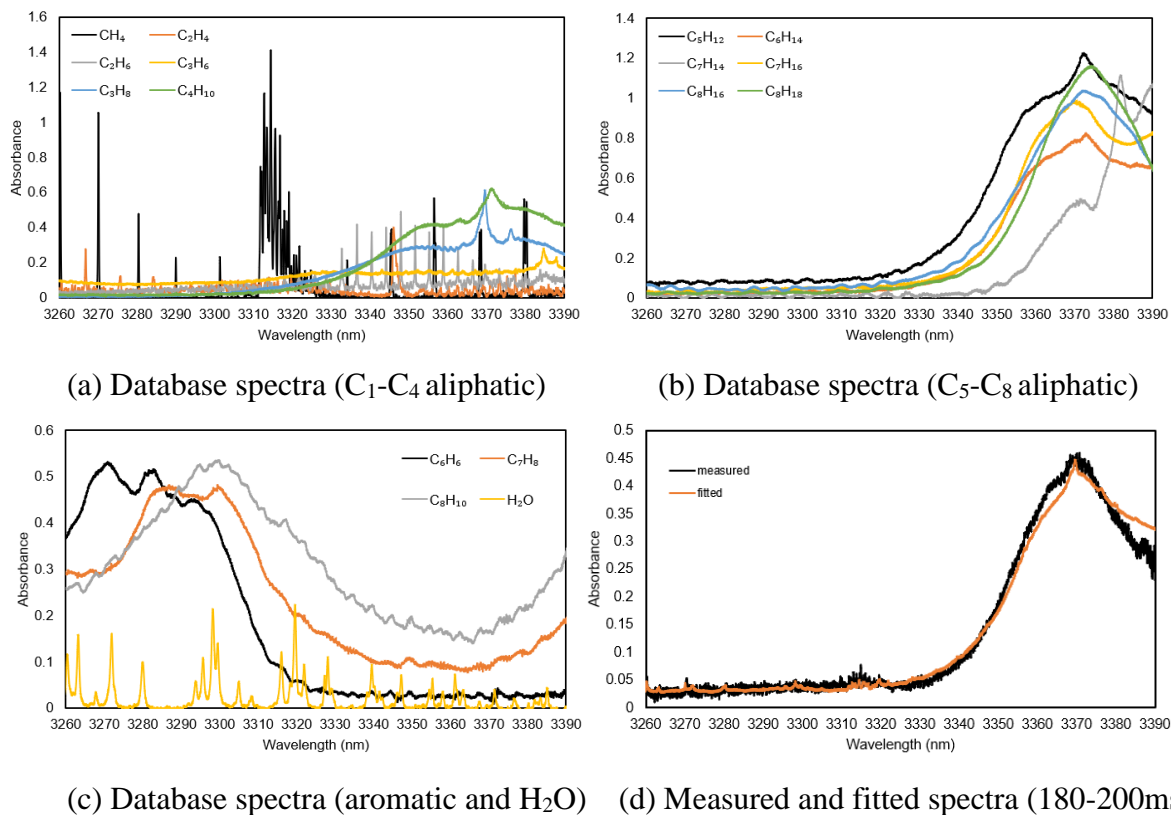 1.6
1.4
1.2
1
0.8
0.6
0.4
0.2
0
Absorbance
CH₄
C₂H₄
C₂H₆
C₃H₆
C₃H₈
C₄H₁₀
3260 3270 3280 3290 3300 3310 3320 3330 3340 3350 3360 3370 3380 3390
Wavelength (nm)
(a) Database spectra (C₁-C₄ aliphatic)
1.4
1.2
1
0.8
0.6
0.4
0.2
0
Absorbance
C₅H₁₂
C₆H₁₄
C₇H₁₄
C₇H₁₆
C₈H₁₆
C₈H₁₈
3260 3270 3280 3290 3300 3310 3320 3330 3340 3350 3360 3370 3380 3390
Wavelength (nm)
(b) Database spectra (C₅-C₈ aliphatic)
0.6
0.5
0.4
0.3
0.2
0.1
0
Absorbance
C₆H₆
C₇H₈
C₈H₁₀
H₂O
3260 3270 3280 3290 3300 3310 3320 3330 3340 3350 3360 3370 3380 3390
Wavelength (nm)
(c) Database spectra (aromatic and H₂O)
0.5
0.45
0.4
0.35
0.3
0.25
0.2
0.15
0.1
0.05
0
Absorbance
measured
fitted
3260 3270 3280 3290 3300 3310 3320 3330 3340 3350 3360 3370 3380 3390
Wavelength (nm)
(d) Measured and fitted spectra (180-200ms